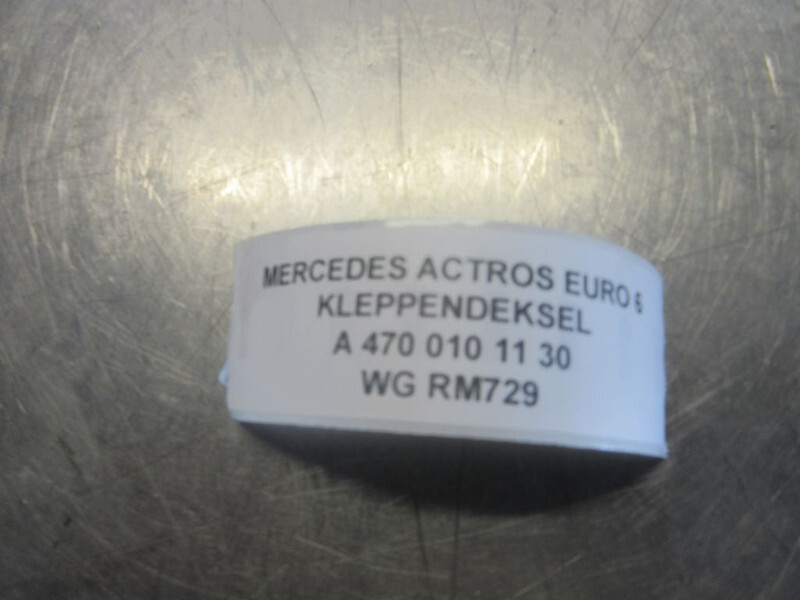 MERCEDES ACTROS EURO 6
KLEPPENDEKSEL
A 470 010 11 30
WG RM729